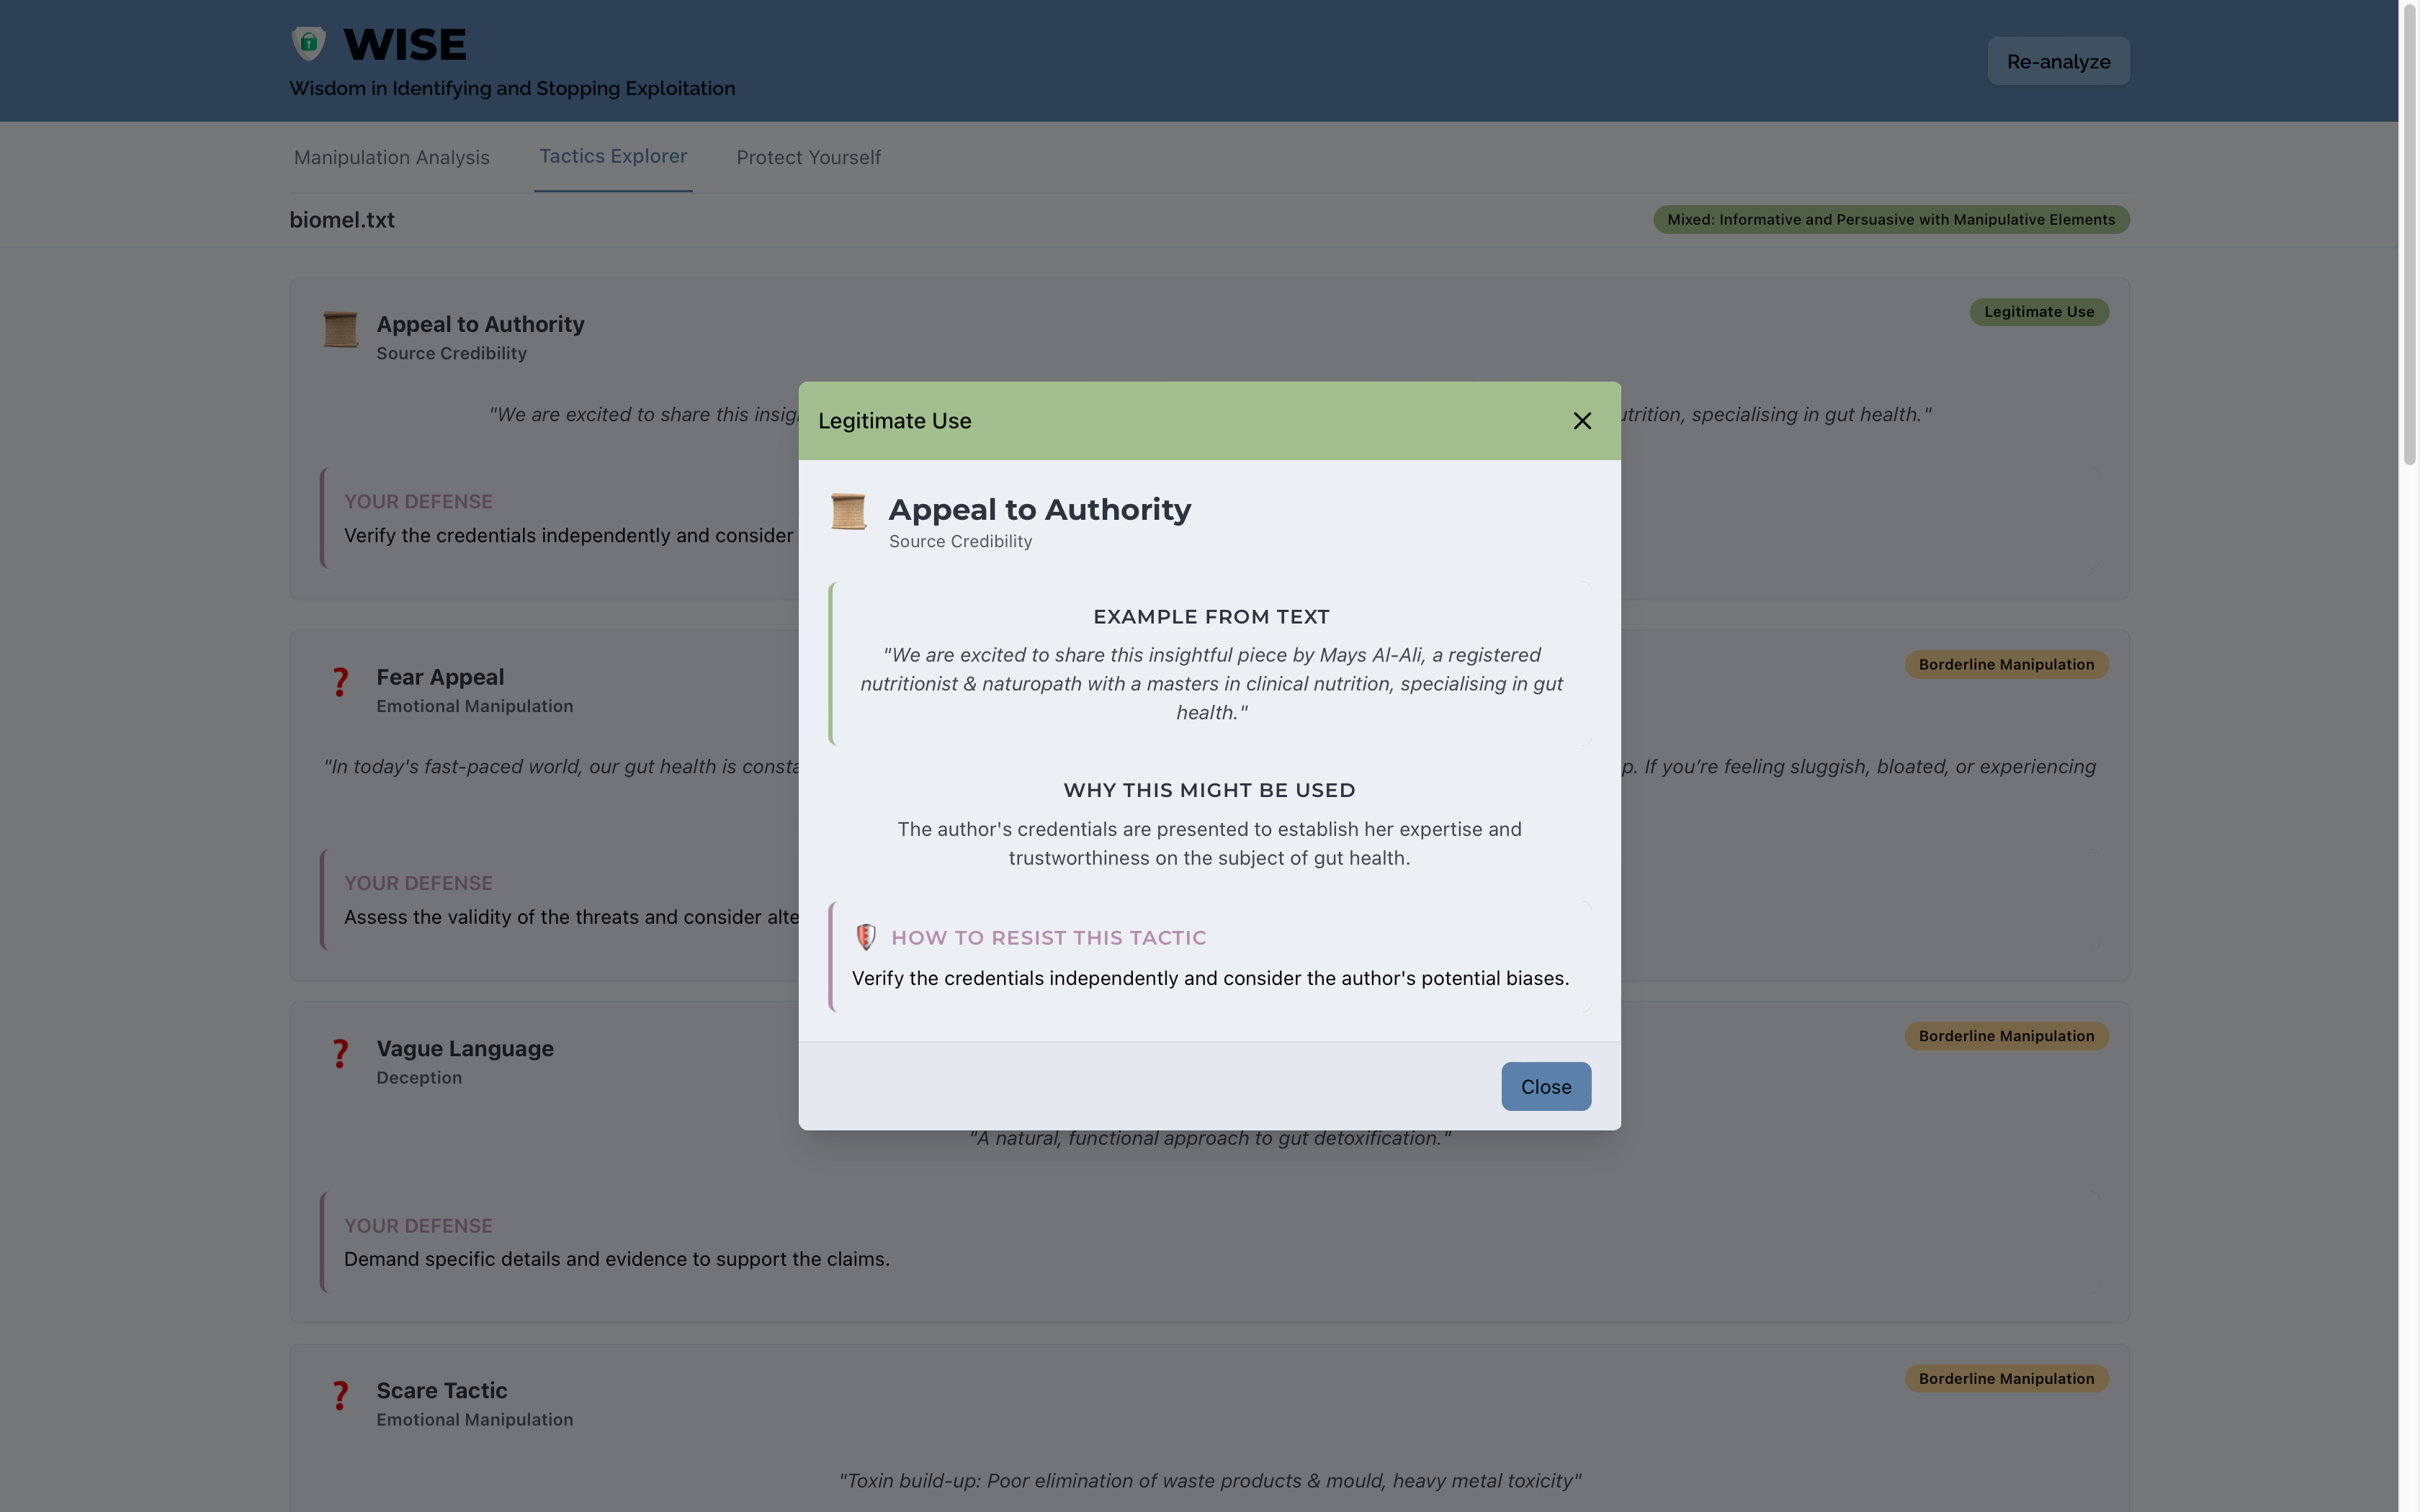 WISE
Wisdom in Identifying and Stopping Exploitation
Re-analyze
Manipulation Analysis
Tactics Explorer
Protect Yourself
biomel.txt
Mixed: Informative and Persuasive with Manipulative Elements
Appeal to Authority
Source Credibility
Legitimate Use
"We are excited to share this insig
utrition, specialising in gut health."
YOUR DEFENSE
Verify the credentials independently and consider
Fear Appeal
Emotional Manipulation
Borderline Manipulation
"In today's fast-paced world, our gut health is consta
p. If you’re feeling sluggish, bloated, or experiencing
YOUR DEFENSE
Assess the validity of the threats and consider alte
Vague Language
Deception
Borderline Manipulation
"A natural, functional approach to gut detoxification."
YOUR DEFENSE
Demand specific details and evidence to support the claims.
Scare Tactic
Emotional Manipulation
Borderline Manipulation
"Toxin build-up: Poor elimination of waste products & mould, heavy metal toxicity"
Legitimate Use
Appeal to Authority
Source Credibility
EXAMPLE FROM TEXT
"We are excited to share this insightful piece by Mays Al-Ali, a registered
nutritionist & naturopath with a masters in clinical nutrition, specialising in gut
health."
WHY THIS MIGHT BE USED
The author's credentials are presented to establish her expertise and
trustworthiness on the subject of gut health.
HOW TO RESIST THIS TACTIC
Verify the credentials independently and consider the author's potential biases.
Close